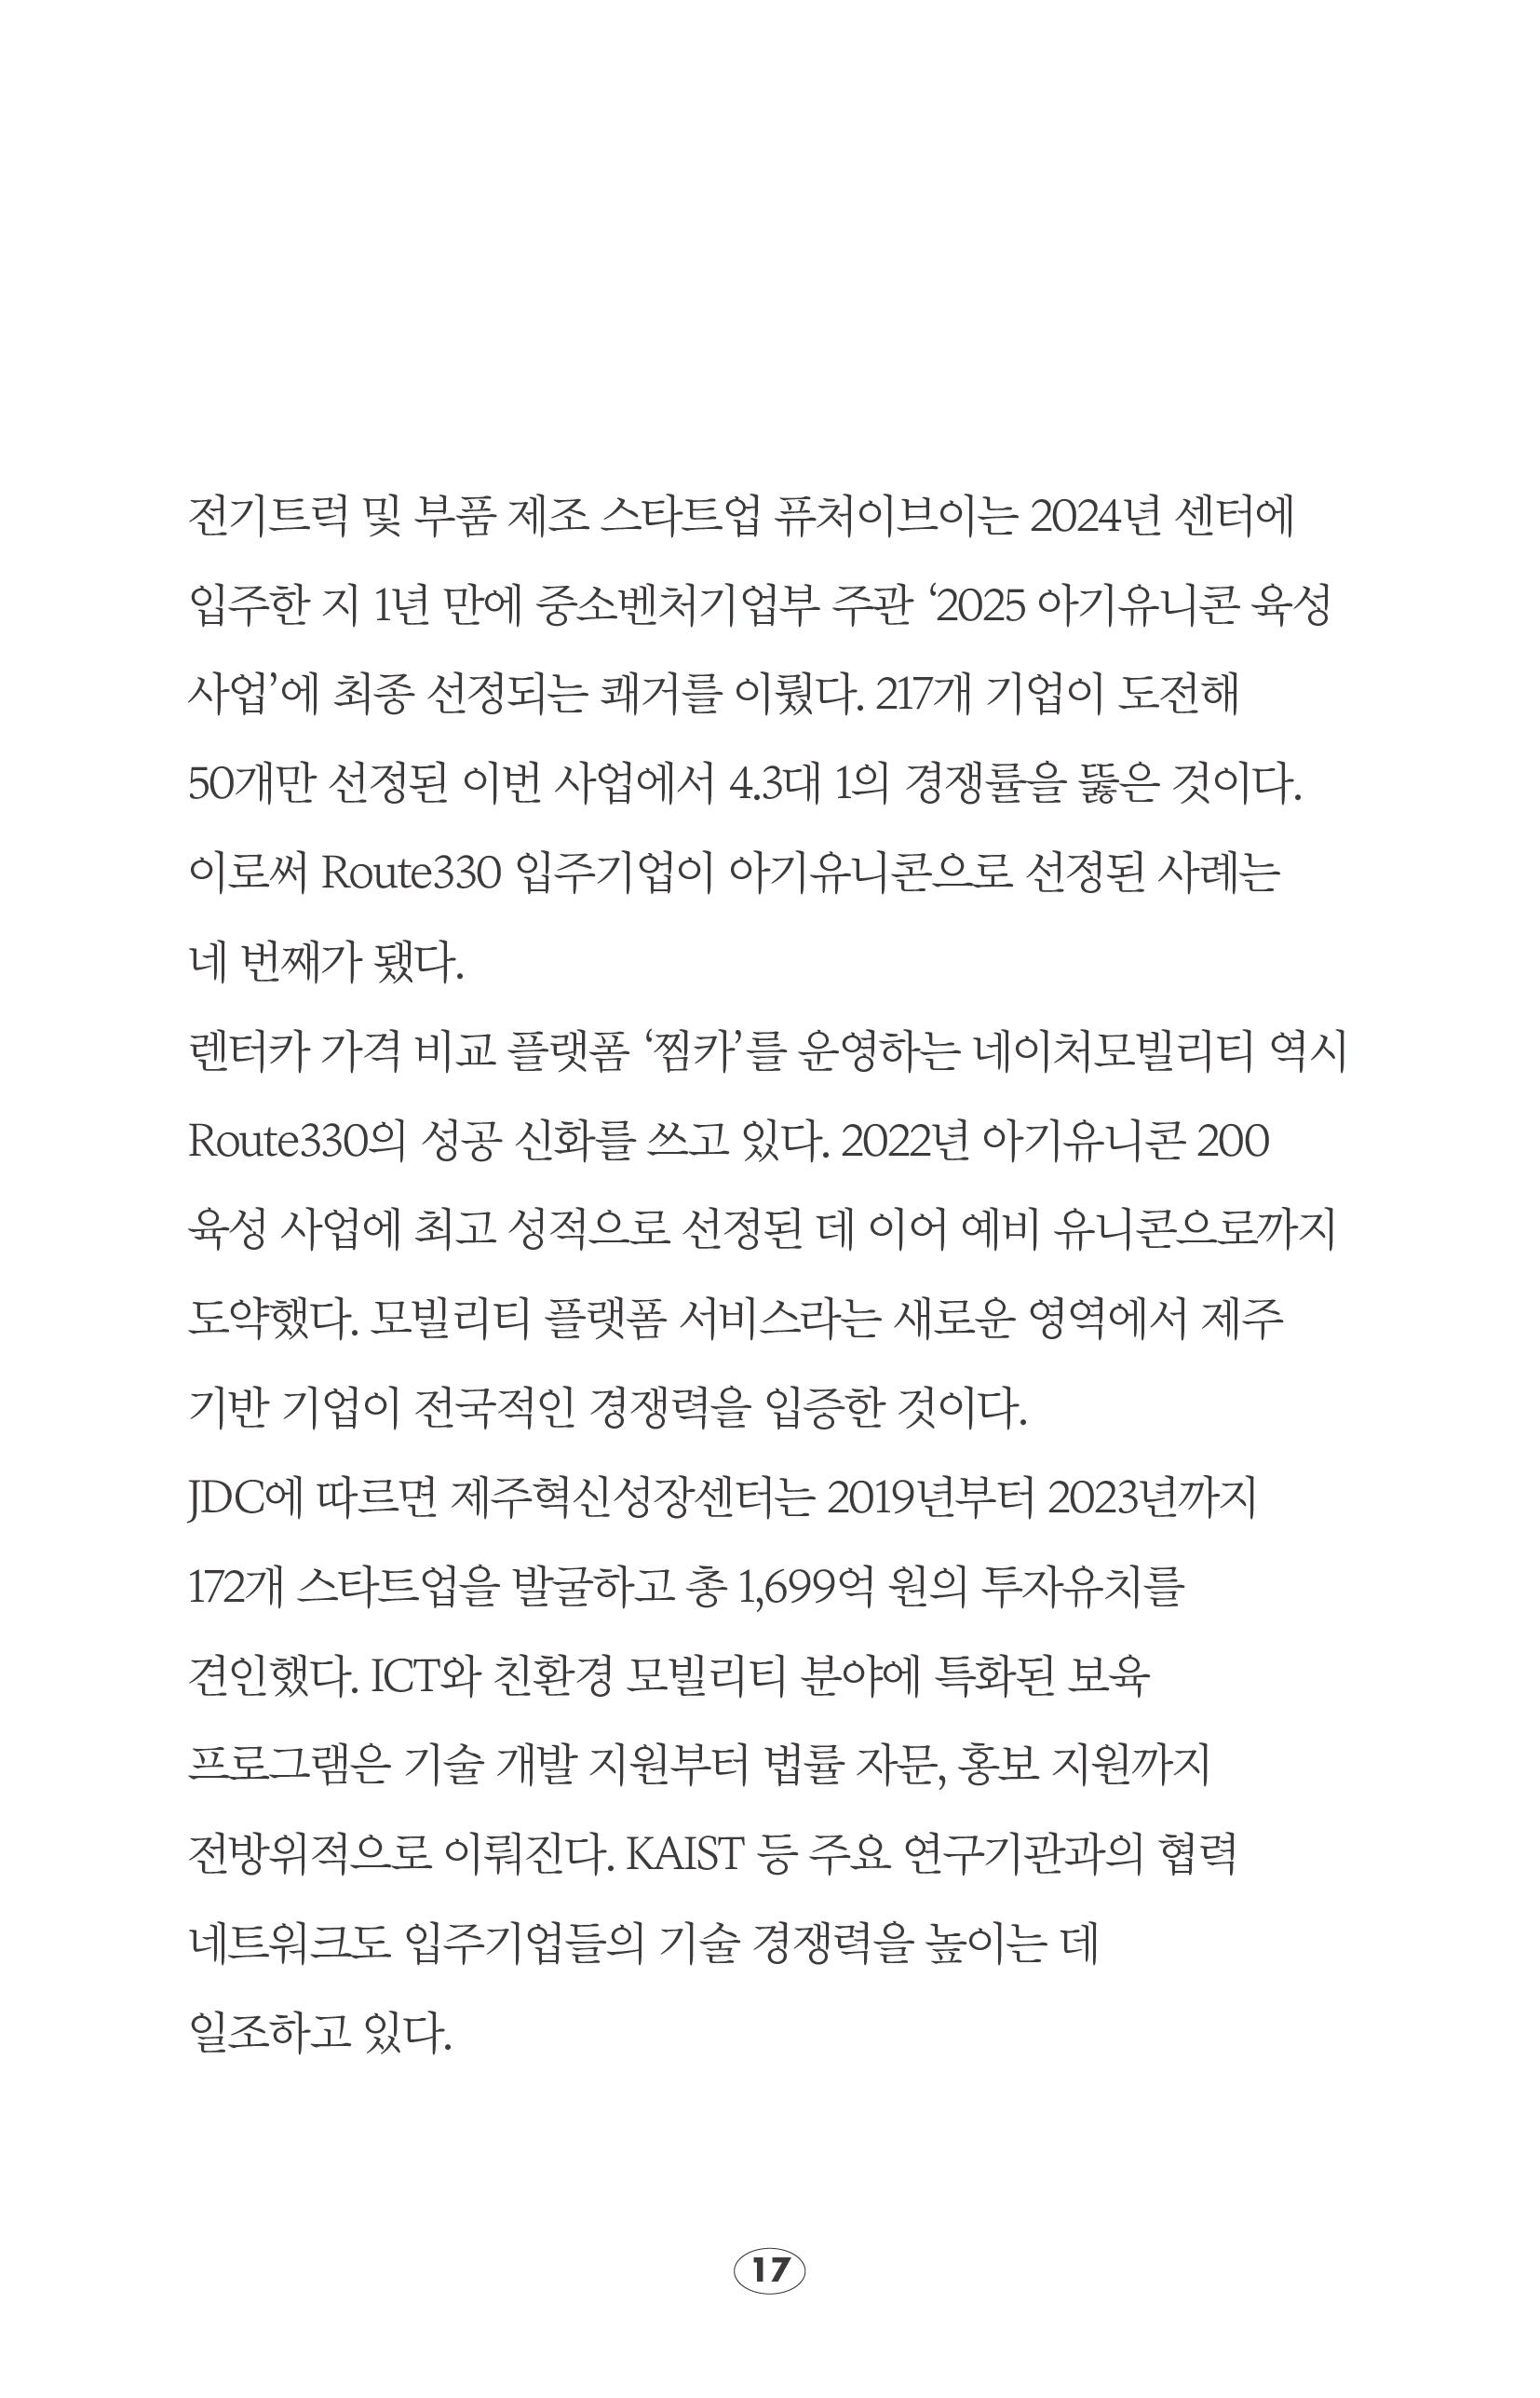 전기트럭 및 부품 제조 스타트업 퓨처이브이는 2024년 센터에
입주한 지 1년 만에 중소벤처기업부 주관 ‘2025 아기유니콘 육성
사업’에 최종 선정되는 쾌거를 이뤘다. 217개 기업이 도전해
50개만 선정된 이번 사업에서 4.3대 1의 경쟁률을 뚫은 것이다.
이로써 Route330 입주기업이 아기유니콘으로 선정된 사례는
네 번째가 됐다.
렌터카 가격 비교 플랫폼 ‘찜카’를 운영하는 네이처모빌리티 역시
Route330의 성공 신화를 쓰고 있다. 2022년 아기유니콘 200
육성 사업에 최고 성적으로 선정된 데 이어 예비 유니콘으로까지
도약했다. 모빌리티 플랫폼 서비스라는 새로운 영역에서 제주
기반 기업이 전국적인 경쟁력을 입증한 것이다.
JDC에 따르면 제주혁신성장센터는 2019년부터 2023년까지
172개 스타트업을 발굴하고 총 1,699억 원의 투자유치를
견인했다. ICT와 친환경 모빌리티 분야에 특화된 보육
프로그램은 기술 개발 지원부터 법률 자문, 홍보 지원까지
전방위적으로 이뤄진다. KAIST 등 주요 연구기관과의 협력
네트워크도 입주기업들의 기술 경쟁력을 높이는 데
일조하고 있다.
17